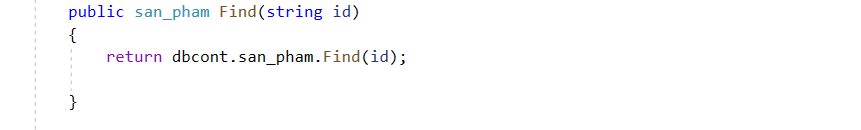 public san_pham Find(string id)
{
return dbcont.san_pham.Find(id);
}